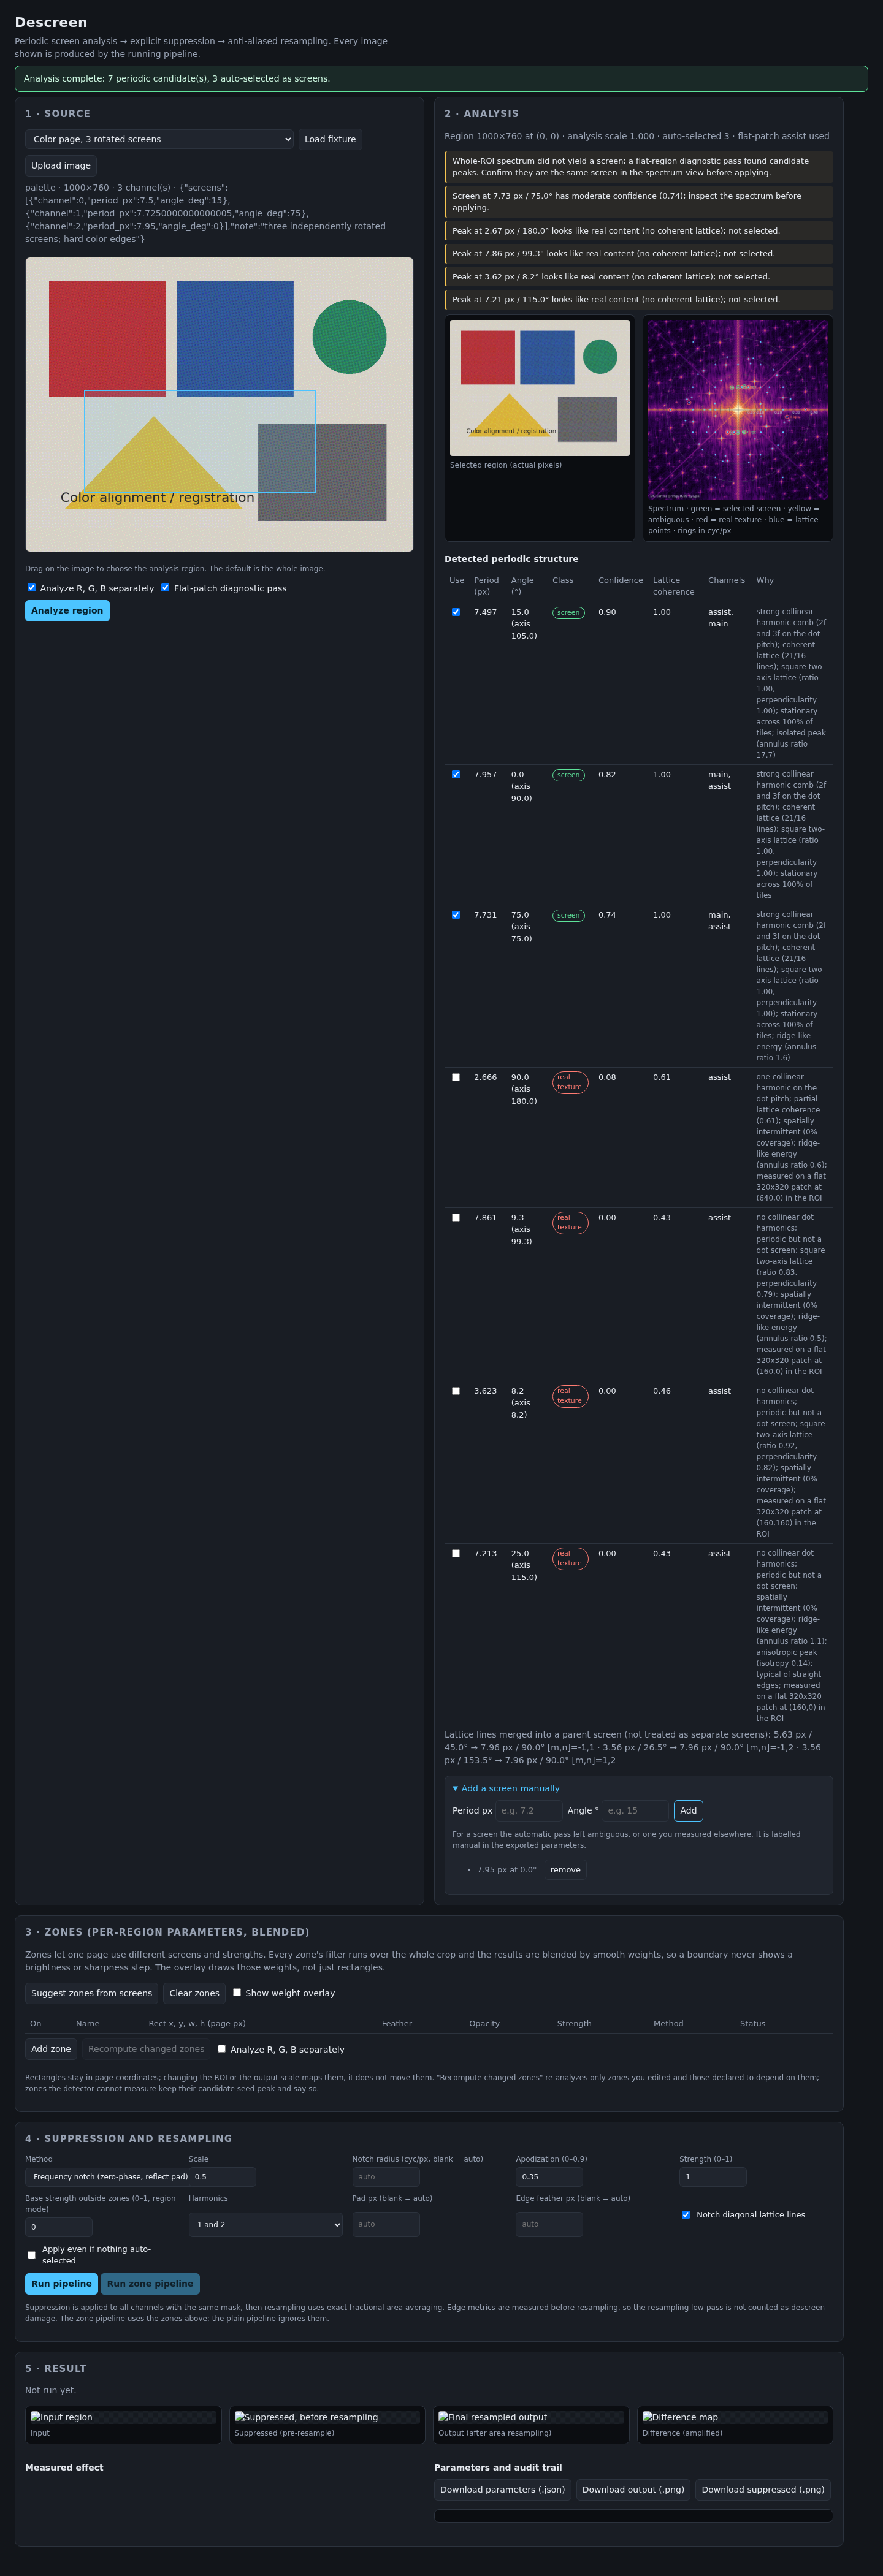 Descreen
Periodic screen analysis → explicit suppression → anti-aliased resampling. Every image
shown is produced by the running pipeline.
Analysis complete: 7 periodic candidate(s), 3 auto-selected as screens.
1 · SOURCE
Color page, 3 rotated screens
Load fixture
Upload image
palette · 1000×760 · 3 channel(s) · {"screens":
[{"channel":0,"period_px":7.5,"angle_deg":15},
{"channel":1,"period_px":7.7250000000000005,"angle_deg":75},
{"channel":2,"period_px":7.95,"angle_deg":0}],"note":"three independently rotated
screens; hard color edges"}
Color alignment / registration
Drag on the image to choose the analysis region. The default is the whole image.
Analyze R, G, B separately
Flat-patch diagnostic pass
Analyze region
2 · ANALYSIS
Region 1000×760 at (0, 0) · analysis scale 1.000 · auto-selected 3 · flat-patch assist used
Whole-ROI spectrum did not yield a screen; a flat-region diagnostic pass found candidate
peaks. Confirm they are the same screen in the spectrum view before applying.
Screen at 7.73 px / 75.0° has moderate confidence (0.74); inspect the spectrum before
applying.
Peak at 2.67 px / 180.0° looks like real content (no coherent lattice); not selected.
Peak at 7.86 px / 99.3° looks like real content (no coherent lattice); not selected.
Peak at 3.62 px / 8.2° looks like real content (no coherent lattice); not selected.
Peak at 7.21 px / 115.0° looks like real content (no coherent lattice); not selected.
Color alignment / registration
Selected region (actual pixels)
Spectrum · green = selected screen · yellow =
ambiguous · red = real texture · blue = lattice
points · rings in cyc/px
Detected periodic structure
Use Period (px) Angle (°) Class Confidence Lattice coherence Channels Why
7.497 15.0 (axis 105.0) screen 0.90 1.00 assist, main
strong collinear
harmonic comb (2f
and 3f on the dot
pitch); coherent
lattice (21/16
lines); square two-
axis lattice (ratio
1.00,
perpendicularity
1.00); stationary
across 100% of
tiles; isolated peak
(annulus ratio
17.7)
7.957 0.0 (axis 90.0) screen 0.82 1.00 main, assist
strong collinear
harmonic comb (2f
and 3f on the dot
pitch); coherent
lattice (21/16
lines); square two-
axis lattice (ratio
1.00,
perpendicularity
1.00); stationary
across 100% of
tiles
7.731 75.0 (axis 75.0) screen 0.74 1.00 main, assist
strong collinear
harmonic comb (2f
and 3f on the dot
pitch); coherent
lattice (21/16
lines); square two-
axis lattice (ratio
1.00,
perpendicularity
1.00); stationary
across 100% of
tiles; ridge-like
energy (annulus
ratio 1.6)
2.666 90.0 (axis 180.0) real texture 0.08 0.61 assist
one collinear
harmonic on the
dot pitch; partial
lattice coherence
(0.61); spatially
intermittent (0%
coverage); ridge-
like energy
(annulus ratio 0.6);
measured on a flat
320x320 patch at
(640,0) in the ROI
7.861 9.3 (axis 99.3) real texture 0.00 0.43 assist
no collinear dot
harmonics;
periodic but not a
dot screen; square
two-axis lattice
(ratio 0.83,
perpendicularity
0.79); spatially
intermittent (0%
coverage); ridge-
like energy
(annulus ratio 0.5);
measured on a flat
320x320 patch at
(160,0) in the ROI
3.623 8.2 (axis 8.2) real texture 0.00 0.46 assist
no collinear dot
harmonics;
periodic but not a
dot screen; square
two-axis lattice
(ratio 0.92,
perpendicularity
0.82); spatially
intermittent (0%
coverage);
measured on a flat
320x320 patch at
(160,160) in the
ROI
7.213 25.0 (axis 115.0) real texture 0.00 0.43 assist
no collinear dot
harmonics;
periodic but not a
dot screen;
spatially
intermittent (0%
coverage); ridge-
like energy
(annulus ratio 1.1);
anisotropic peak
(isotropy 0.14);
typical of straight
edges; measured
on a flat 320x320
patch at (160,0) in
the ROI
Lattice lines merged into a parent screen (not treated as separate screens): 5.63 px /
45.0° → 7.96 px / 90.0° [m,n]=-1,1 · 3.56 px / 26.5° → 7.96 px / 90.0° [m,n]=-1,2 · 3.56
px / 153.5° → 7.96 px / 90.0° [m,n]=1,2
▼ Add a screen manually
Period px e.g. 7.2 Angle ° e.g. 15 Add
For a screen the automatic pass left ambiguous, or one you measured elsewhere. It is labelled
manual in the exported parameters.
• 7.95 px at 0.0° remove
3 · ZONES (PER-REGION PARAMETERS, BLENDED)
Zones let one page use different screens and strengths. Every zone's filter runs over the whole crop and the results are blended by smooth weights, so a boundary never shows a
brightness or sharpness step. The overlay draws those weights, not just rectangles.
Suggest zones from screens Clear zones Show weight overlay
On Name Rect x, y, w, h (page px) Feather Opacity Strength Method Status
Add zone Recompute changed zones Analyze R, G, B separately
Rectangles stay in page coordinates; changing the ROI or the output scale maps them, it does not move them. "Recompute changed zones" re-analyzes only zones you edited and those declared to depend on them;
zones the detector cannot measure keep their candidate seed peak and say so.
4 · SUPPRESSION AND RESAMPLING
Method Scale Notch radius (cyc/px, blank = auto) Apodization (0–0.9) Strength (0–1)
Frequency notch (zero-phase, reflect pad) 0.5 auto 0.35 1
Base strength outside zones (0–1, region
mode)
Harmonics Pad px (blank = auto) Edge feather px (blank = auto)
0 1 and 2 auto auto Notch diagonal lattice lines
Apply even if nothing auto-
selected
Run pipeline Run zone pipeline
Suppression is applied to all channels with the same mask, then resampling uses exact fractional area averaging. Edge metrics are measured before resampling, so the resampling low-pass is not counted as descreen
damage. The zone pipeline uses the zones above; the plain pipeline ignores them.
5 · RESULT
Not run yet.
Input region
Input
Suppressed, before resampling
Suppressed (pre-resample)
Final resampled output
Output (after area resampling)
Difference map
Difference (amplified)
Measured effect
Parameters and audit trail
Download parameters (.json) Download output (.png) Download suppressed (.png)